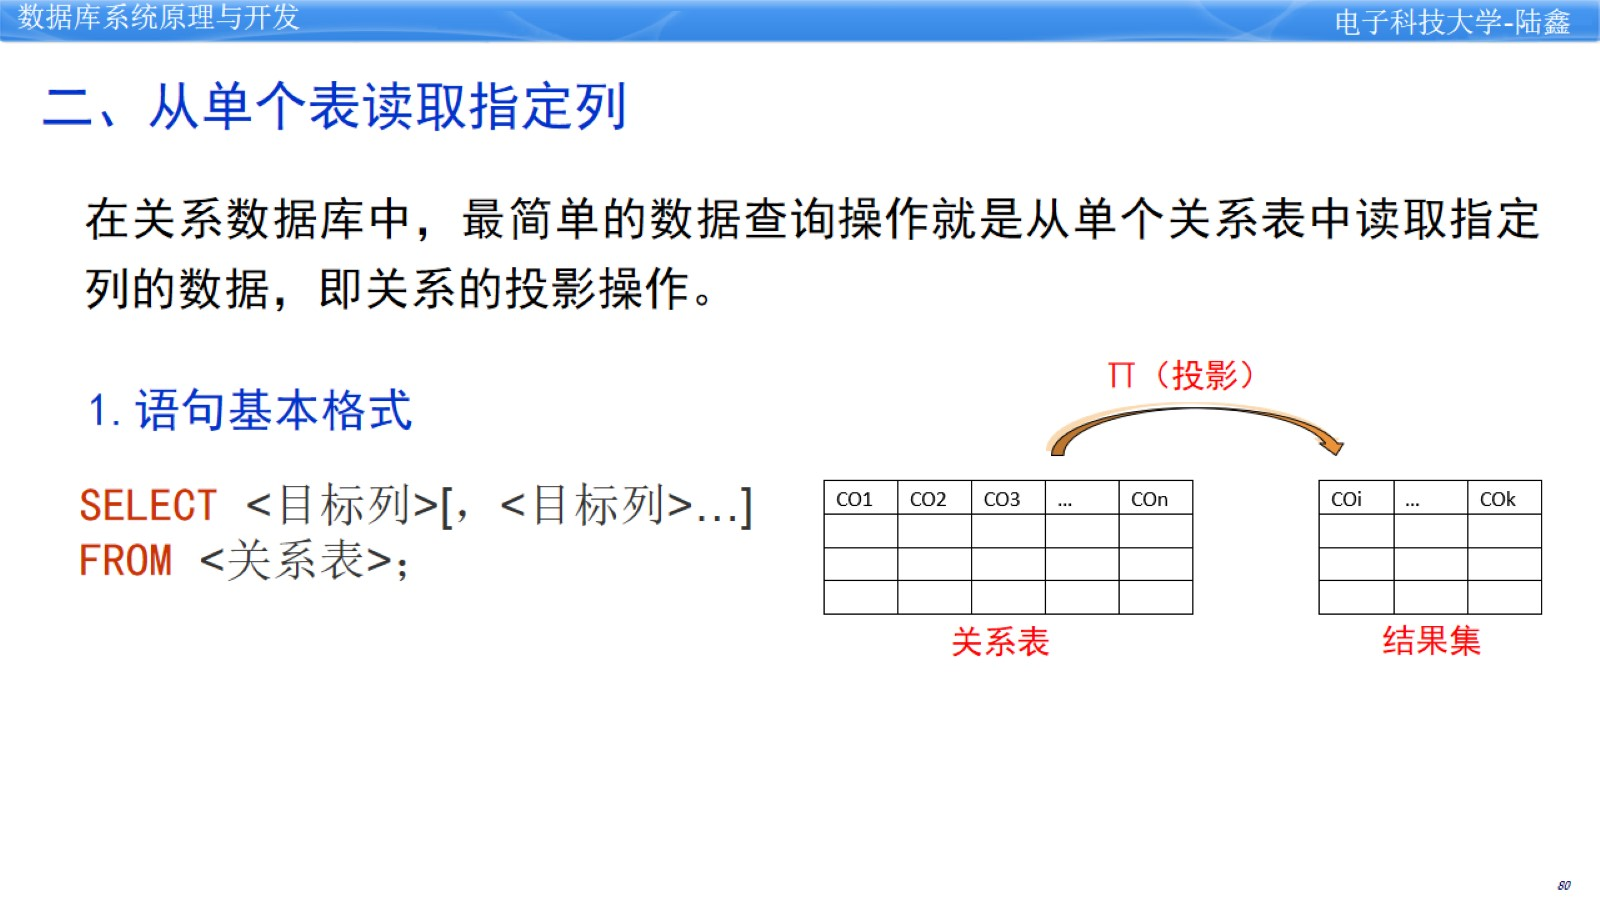 数据库系统原理与开发
电子科技大学-陆鑫
二、从单个表读取指定列
在关系数据库中，最简单的数据查询操作就是从单个关系表中读取指定
列的数据，即关系的投影操作。
1.语句基本格式
SELECT <目标列>[，<目标列>…]
FROM <关系表>；
∏（投影）
CO1 CO2 CO3 … COn
关系表
COi … COk
结果集
80